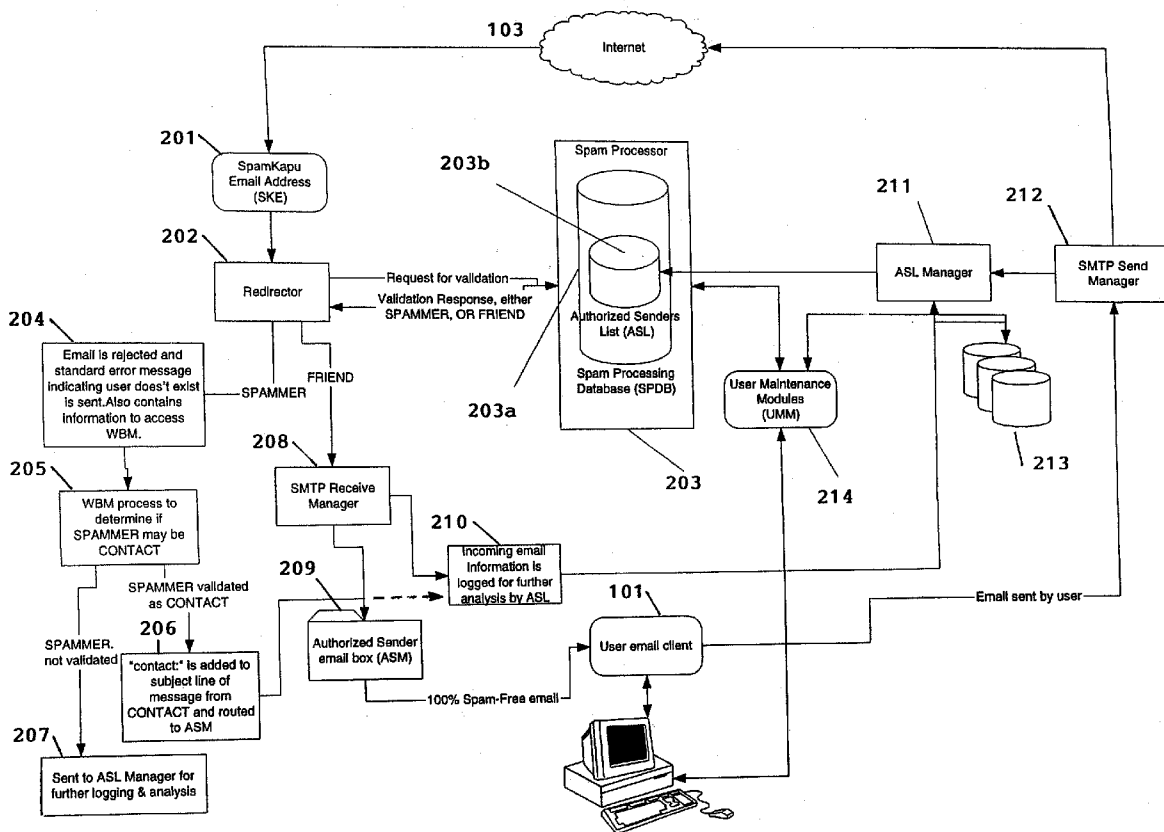 103
Internet
201
SpamKapu
Email Address
(SKE)
202
Redirector
Request for validation
Validation Response, either
SPAMMER, OR FRIEND
Spam Processor
203b
Authorized Senders
List (ASL)
Spam Processing
Database (SPDB)
203a
203
211
ASL Manager
212
SMTP Send
Manager
204
Email is rejected and
standard error message
indicating user does't exist
is sent.Also contains
information to access
WBM.
SPAMMER
FRIEND
User Maintenance
Modules
(UMM)
214
213
205
WBM process to
determine if
SPAMMER may be
CONTACT
208
SMTP Receive
Manager
210
Incoming email
Information is
logged for further
analysis by ASL
SPAMMER validated
as CONTACT
209
Authorized Sender
email box (ASM)
101
User email client
Email sent by user
SPAMMER.
not validated
206
"contact:" is added to
subject line of
message from
CONTACT and routed
to ASM
100% Spam-Free email
207
Sent to ASL Manager for
further logging & analysis